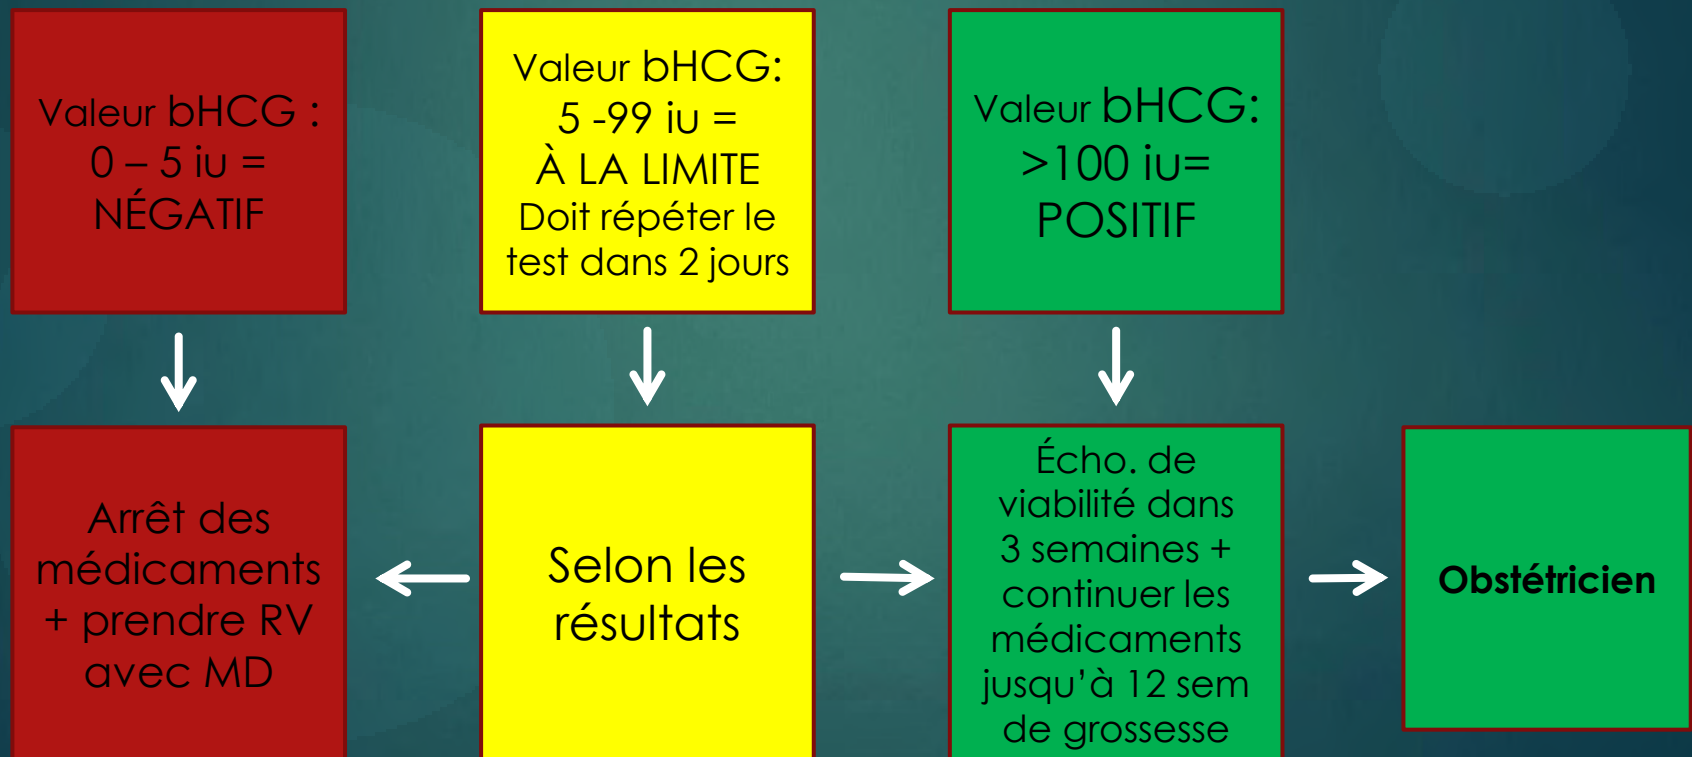 Valeur bHCG :
0 – 5 iu =
NÉGATIF
Valeur bHCG:
5 -99 iu =
À LA LIMITE
Doit répéter le
test dans 2 jours
Valeur bHCG:
>100 iu=
POSITIF
Arrêt des
médicaments
+ prendre RV
avec MD
Selon les
résultats
Écho. de
viabilité dans
3 semaines +
continuer les
médicaments
jusqu’à 12 sem
de grossesse
Obstétricien